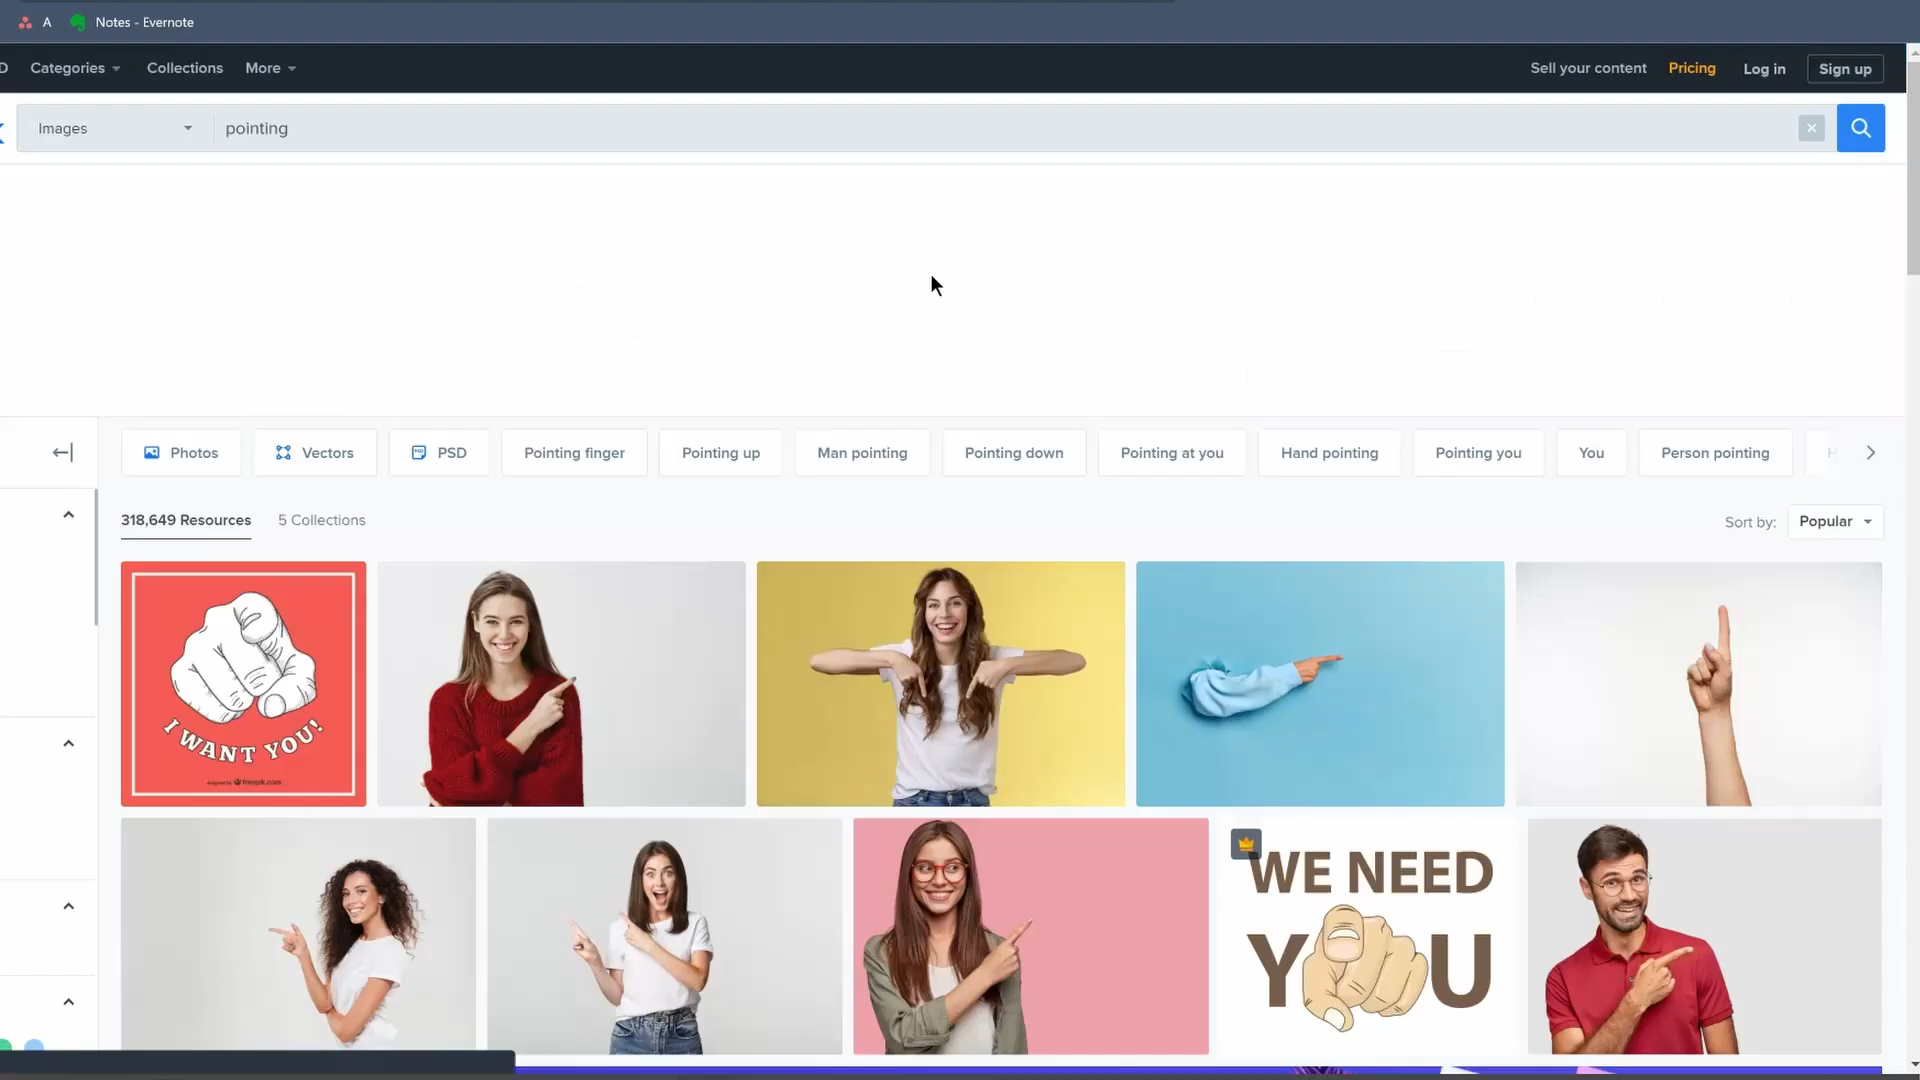 A Notes - Evernote
D Categories Collections More Sell your content Pricing Log in Sign up
Images pointing
Photos Vectors PSD Pointing finger Pointing up Man pointing Pointing down Pointing at you Hand pointing Pointing you You Person pointing H
318,649 Resources 5 Collections Sort by: Popular
I WANT YOU!
designed by freepik.com
WE NEED
YOU